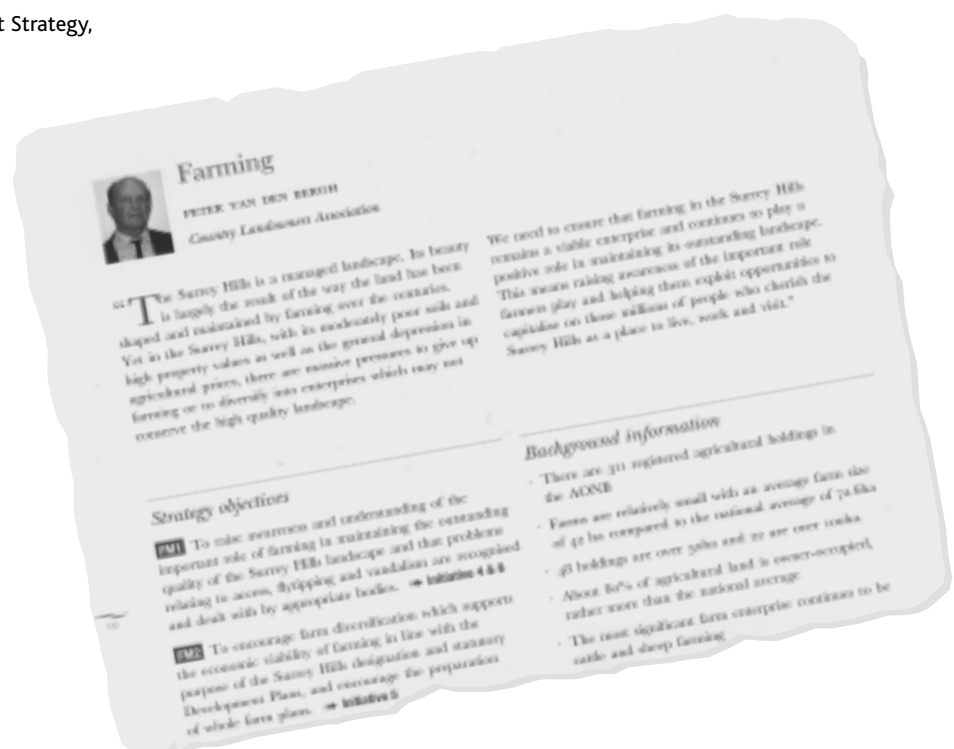 t Strategy,
Farming
PETER VAN DEN BERGH
Country Landowners Association
“The Surrey Hills is a managed landscape. Its beauty
is largely the result of the way the land has been
shaped and maintained by farming over the centuries.
Yet in the Surrey Hills, with its moderately poor soils and
high property values as well as the general depression in
agricultural prices, there are massive pressures to give up
farming or to diversify into enterprises which may not
conserve the high quality landscape.
We need to ensure that farming in the Surrey Hills
remains a viable enterprise and continues to play a
positive role in maintaining its outstanding landscape.
This means raising awareness of the important role
farmers play and helping them exploit opportunities to
capitalise on those millions of people who cherish the
Surrey Hills as a place to live, work and visit.”
Strategy objectives
FM1 To raise awareness and understanding of the
important role of farming in maintaining the outstanding
quality of the Surrey Hills landscape and that problems
relating to access, flytipping and vandalism are recognised
and dealt with by appropriate bodies. ➡ Initiative 4 & 6
FM2 To encourage farm diversification which supports
the economic viability of farming in line with the
purpose of the Surrey Hills designation and statutory
Development Plans, and encourage the preparation
of whole farm plans. ➡ Initiative 5
Background information
· There are 311 registered agricultural holdings in
the AONB
· Farms are relatively small with an average farm size
of 42 ha compared to the national average of 72.6ha
· 48 holdings are over 50ha and 22 are over 100ha.
· About 80% of agricultural land is owner-occupied,
rather more than the national average
· The most significant farm enterprise continues to be
cattle and sheep farming